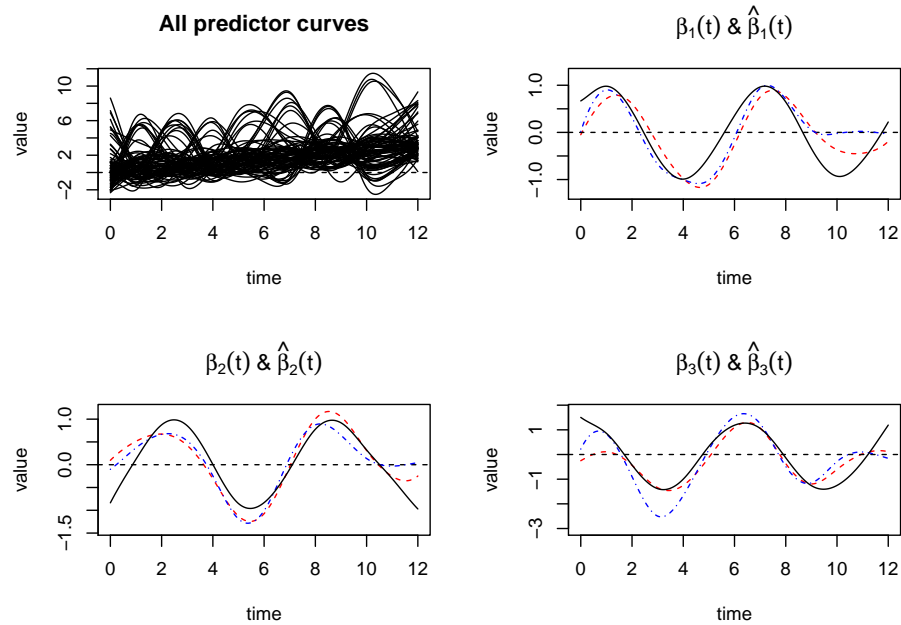 All predictor curves
value
−2 2 6 10
0 2 4 6 8 10 12
time
β₁(t) & β̂₁(t)
value
−1.0 0.0 1.0
0 2 4 6 8 10 12
time
β₂(t) & β̂₂(t)
value
−1.5 0.0 1.0
0 2 4 6 8 10 12
time
β₃(t) & β̂₃(t)
value
−3 −1 1
0 2 4 6 8 10 12
time